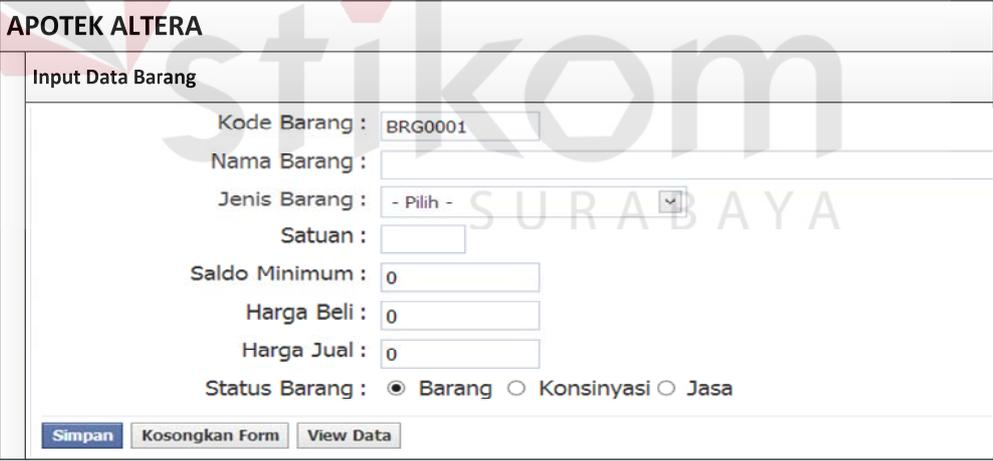 APOTEK ALTERA
Input Data Barang
Kode Barang : BRG0001
Nama Barang :
Jenis Barang : - Pilih -
Satuan :
Saldo Minimum : 0
Harga Beli : 0
Harga Jual : 0
Status Barang : Barang Konsinyasi Jasa
Simpan Kosongkan Form View Data
stikom
SURABAYA